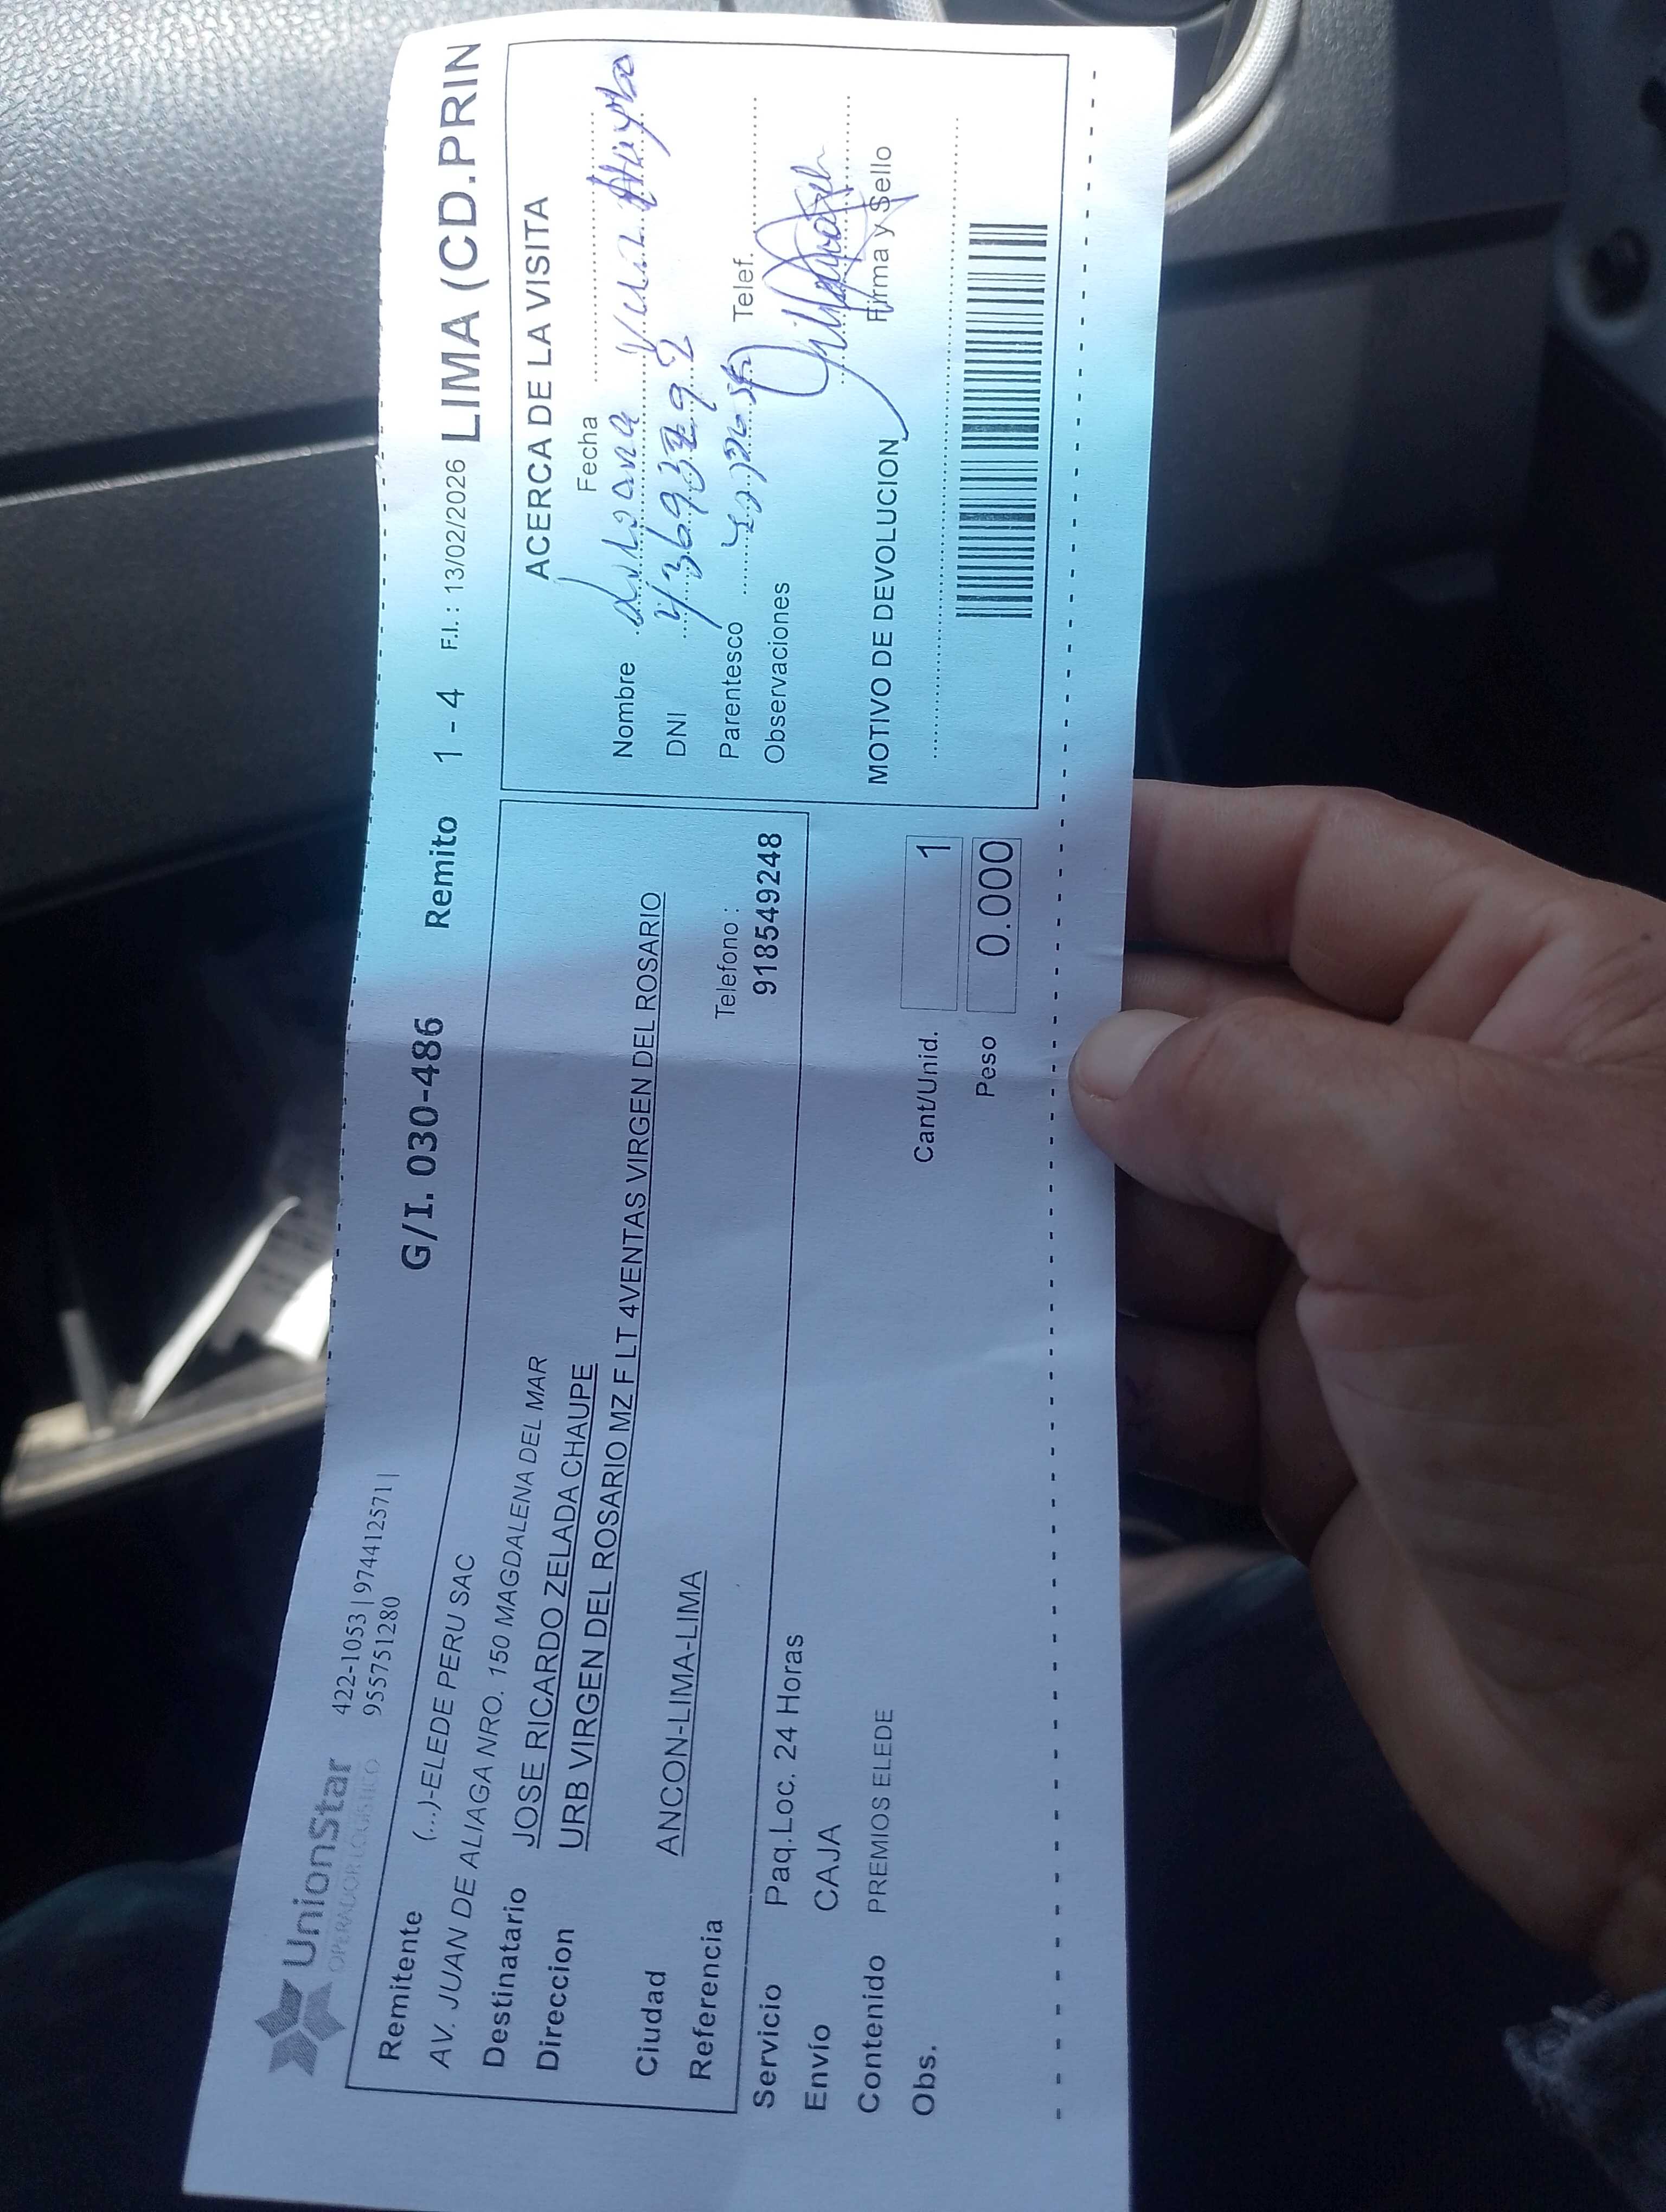 UnionStar
OPERADOR LOGISTICO
422-1053 | 974412571 |
955751280
G/I. 030-486
Remito 1 - 4 F.I. : 13/02/2026 LIMA (CD.PRIN
Remitente (...)-ELEDE PERU SAC
AV. JUAN DE ALIAGA NRO. 150 MAGDALENA DEL MAR
Destinatario JOSE RICARDO ZELADA CHAUPE
Direccion URB VIRGEN DEL ROSARIO MZ F LT 4VENTAS VIRGEN DEL ROSARIO
Ciudad ANCON-LIMA-LIMA
Referencia
Telefono :
918549248
Servicio Paq.Loc. 24 Horas
Envío CAJA
Contenido PREMIOS ELEDE
Obs.
Cant/Unid. 1
Peso 0.000
ACERCA DE LA VISITA
Fecha
Nombre
DNI
Parentesco Telef.
Observaciones
Firma y Sello
MOTIVO DE DEVOLUCION